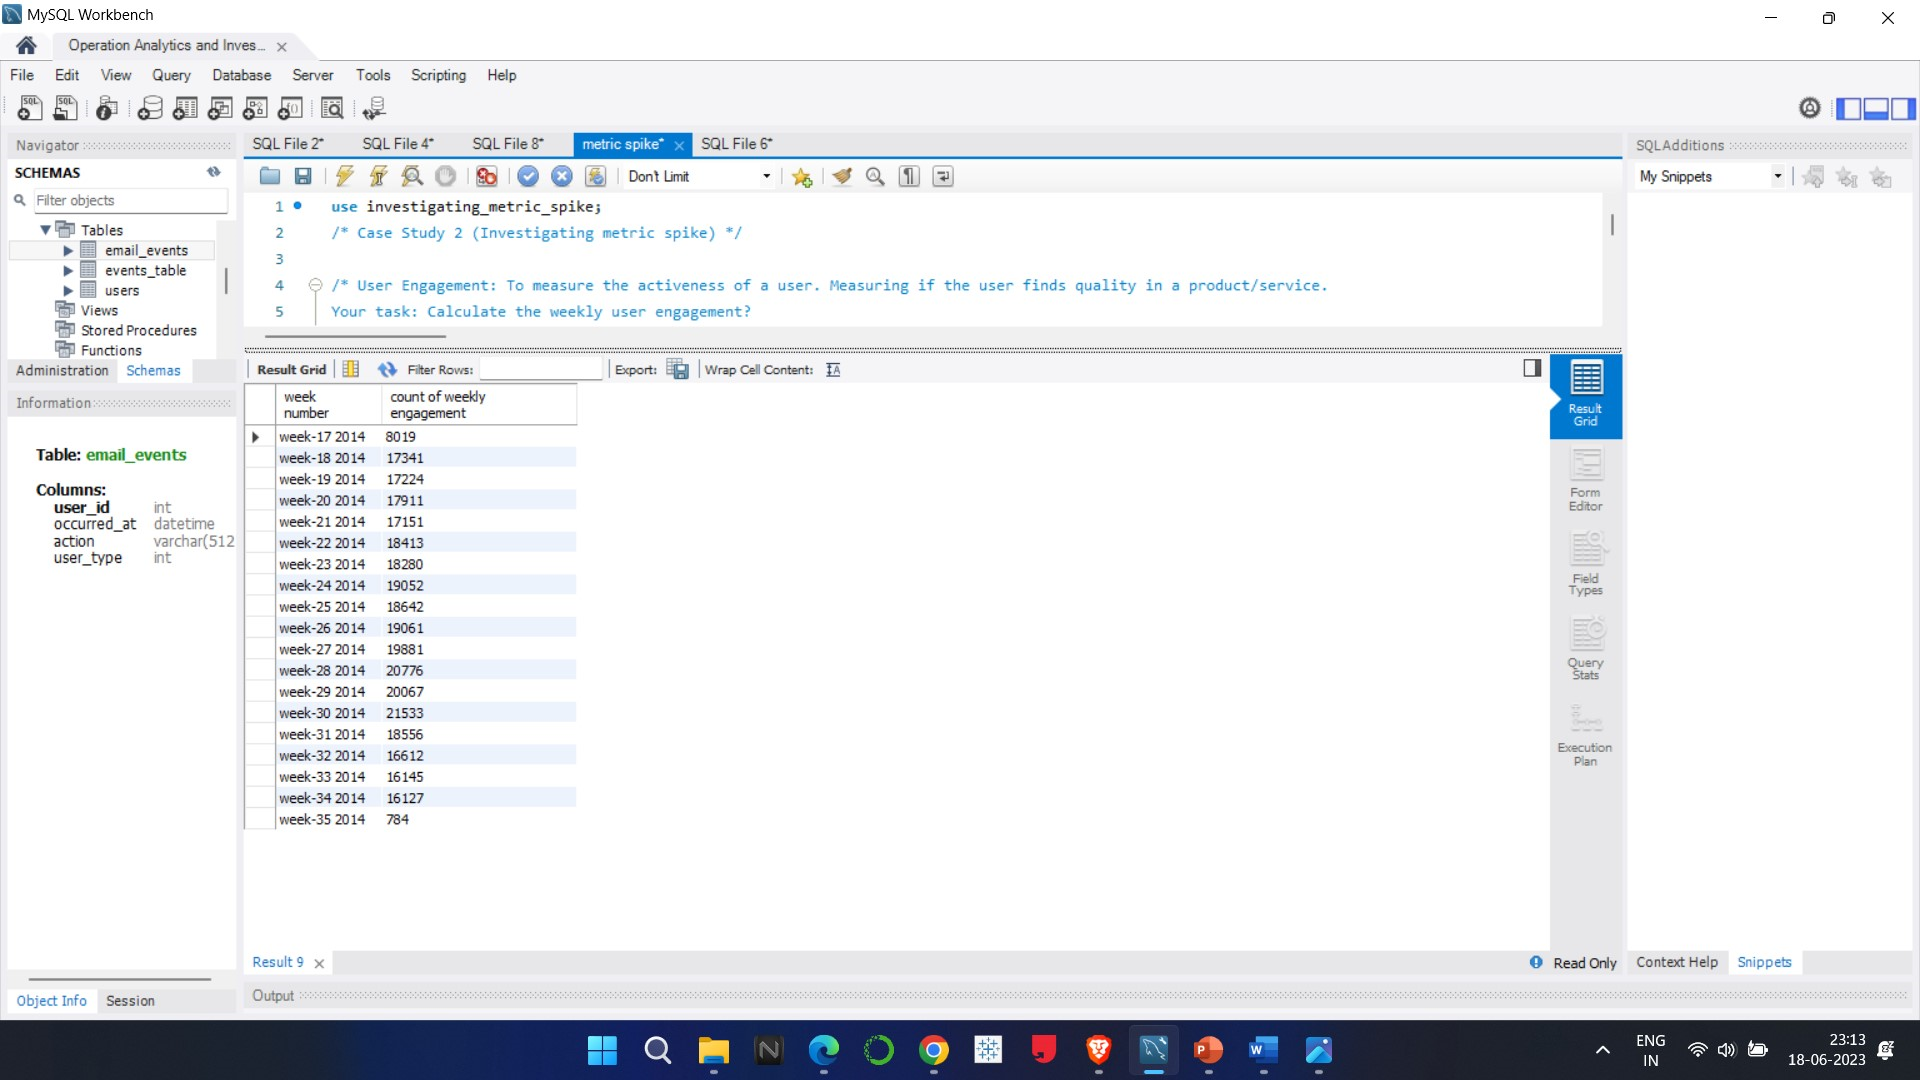 MySQL Workbench
Operation Analytics and Inves...
File Edit View Query Database Server Tools Scripting Help
Navigator
SCHEMAS
Filter objects
Tables
email_events
events_table
users
Views
Stored Procedures
Functions
Administration Schemas
Information
Table: email_events
Columns:
user_id int
occurred_at datetime
action varchar(512
user_type int
Object Info Session
SQL File 2* SQL File 4* SQL File 8* metric spike* SQL File 6*
Don't Limit
1 use investigating_metric_spike;
2 /* Case Study 2 (Investigating metric spike) */
3
4 /* User Engagement: To measure the activeness of a user. Measuring if the user finds quality in a product/service.
5 Your task: Calculate the weekly user engagement?
Result Grid Filter Rows: Export: Wrap Cell Content:
week number count of weekly engagement
week-17 2014 8019
week-18 2014 17341
week-19 2014 17224
week-20 2014 17911
week-21 2014 17151
week-22 2014 18413
week-23 2014 18280
week-24 2014 19052
week-25 2014 18642
week-26 2014 19061
week-27 2014 19881
week-28 2014 20776
week-29 2014 20067
week-30 2014 21533
week-31 2014 18556
week-32 2014 16612
week-33 2014 16145
week-34 2014 16127
week-35 2014 784
Result Grid
Form Editor
Field Types
Query Stats
Execution Plan
Result 9
Read Only
Output
SQLAdditions
My Snippets
Context Help Snippets
ENG IN
23:13
18-06-2023